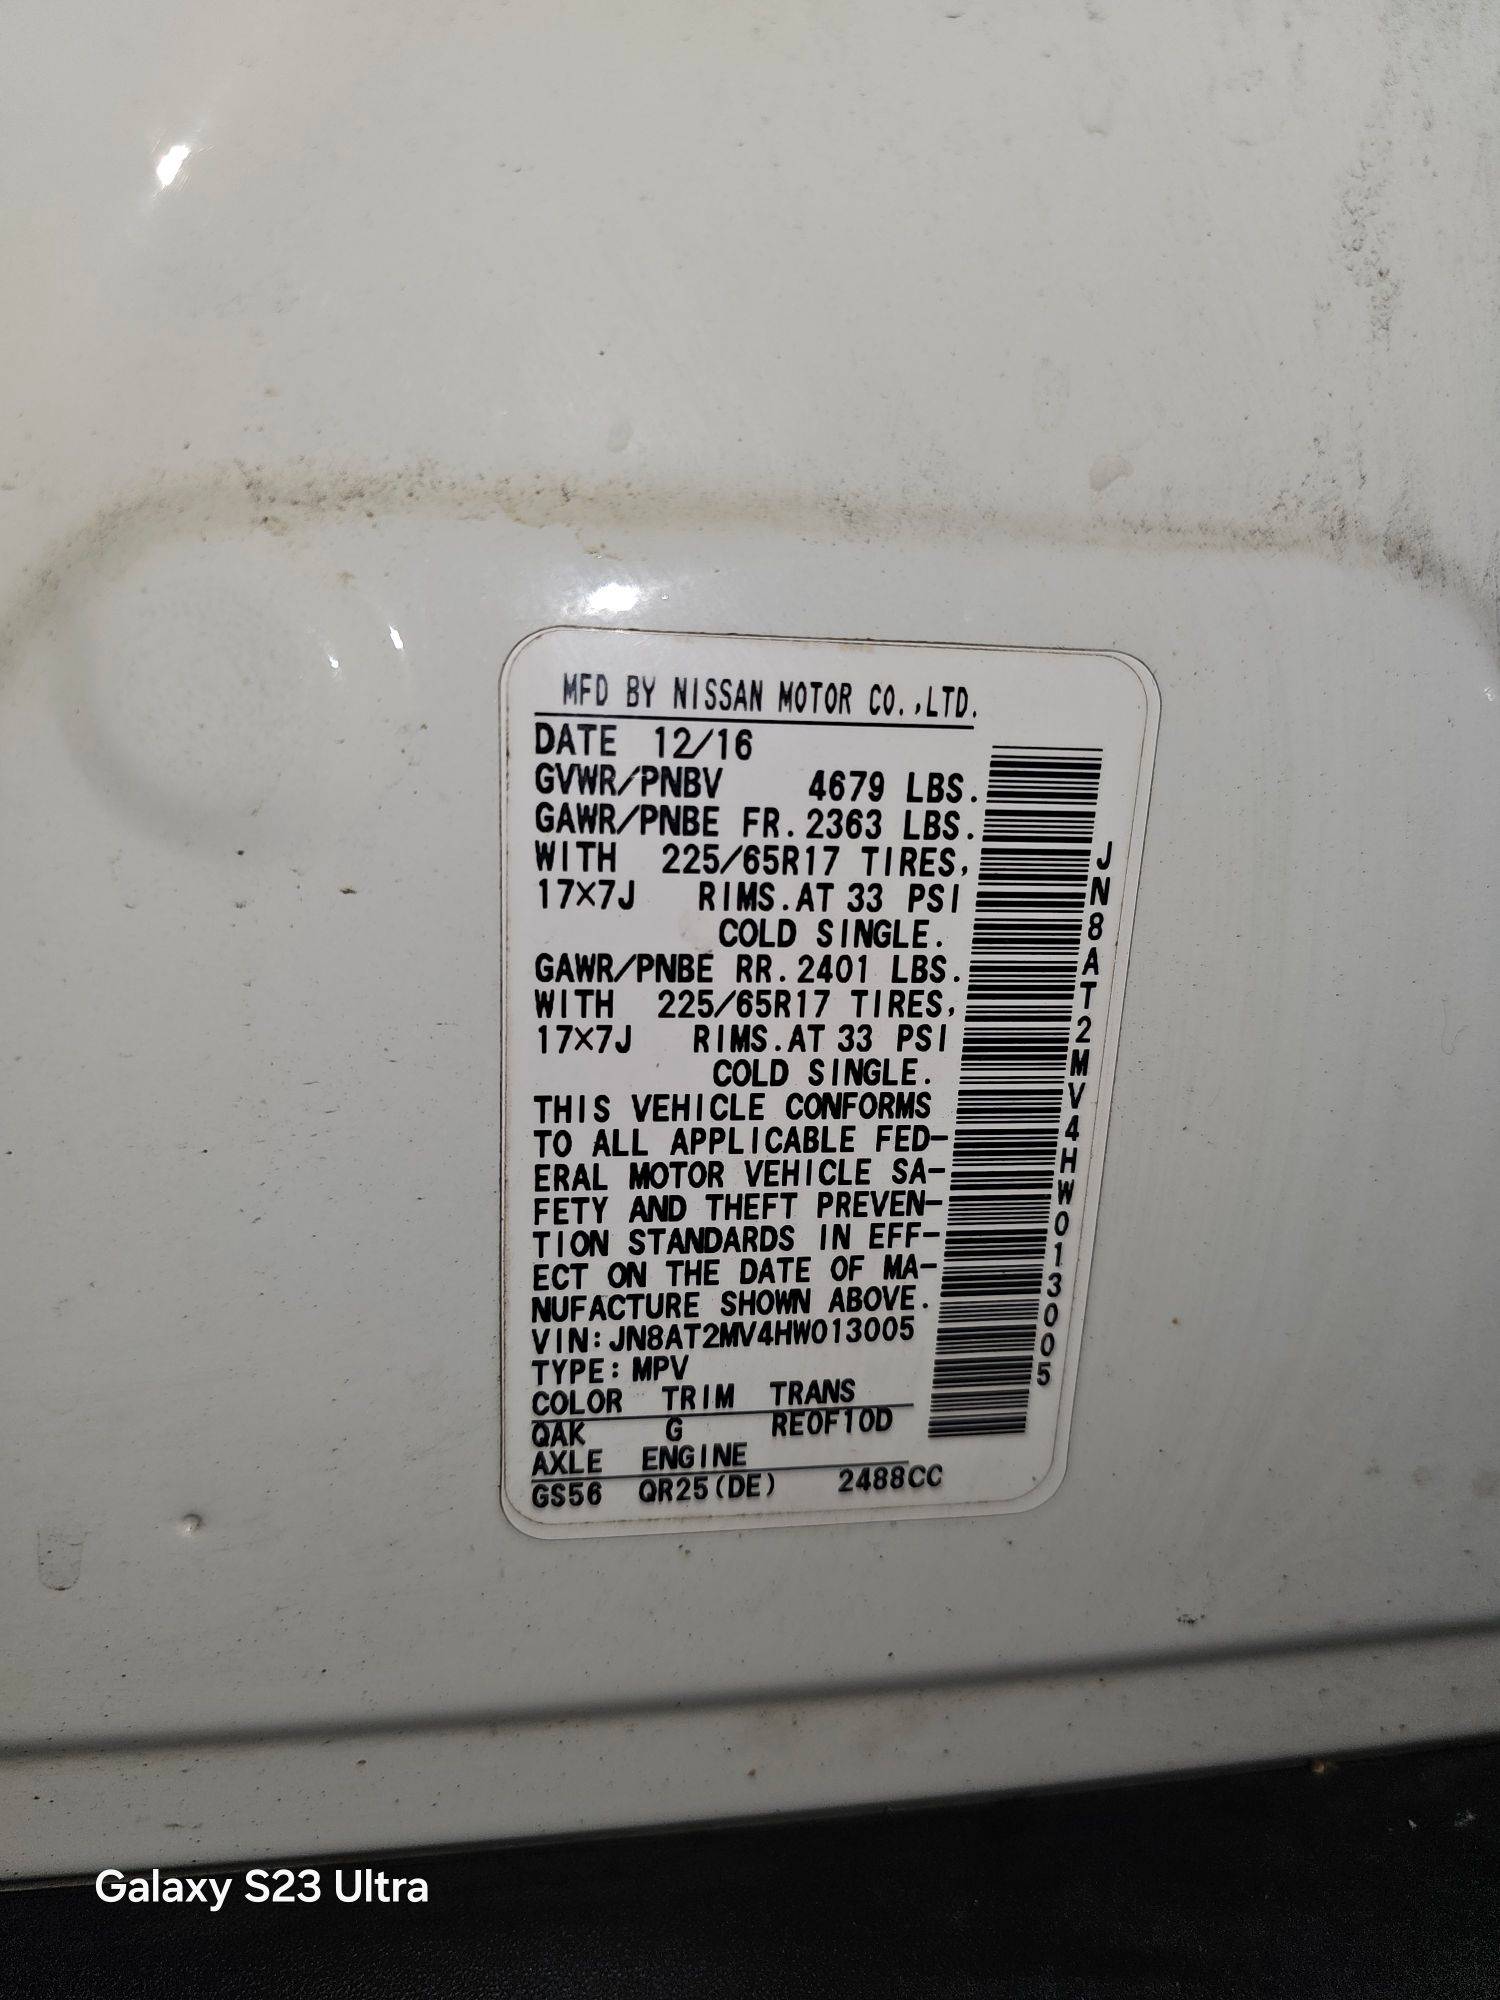 MFD BY NISSAN MOTOR CO.,LTD.
DATE 12/16
GVWR/PNBV 4679 LBS.
GAWR/PNBE FR.2363 LBS.
WITH 225/65R17 TIRES,
17×7J RIMS.AT 33 PSI
COLD SINGLE.
GAWR/PNBE RR.2401 LBS.
WITH 225/65R17 TIRES,
17×7J RIMS.AT 33 PSI
COLD SINGLE.
THIS VEHICLE CONFORMS
TO ALL APPLICABLE FED-
ERAL MOTOR VEHICLE SA-
FETY AND THEFT PREVEN-
TION STANDARDS IN EFF-
ECT ON THE DATE OF MA-
NUFACTURE SHOWN ABOVE.
VIN:JN8AT2MV4HW013005
TYPE:MPV
COLOR TRIM TRANS
QAK G RE0F10D
AXLE ENGINE
GS56 QR25(DE) 2488CC
JN8AT2MV4HW013005
Galaxy S23 Ultra